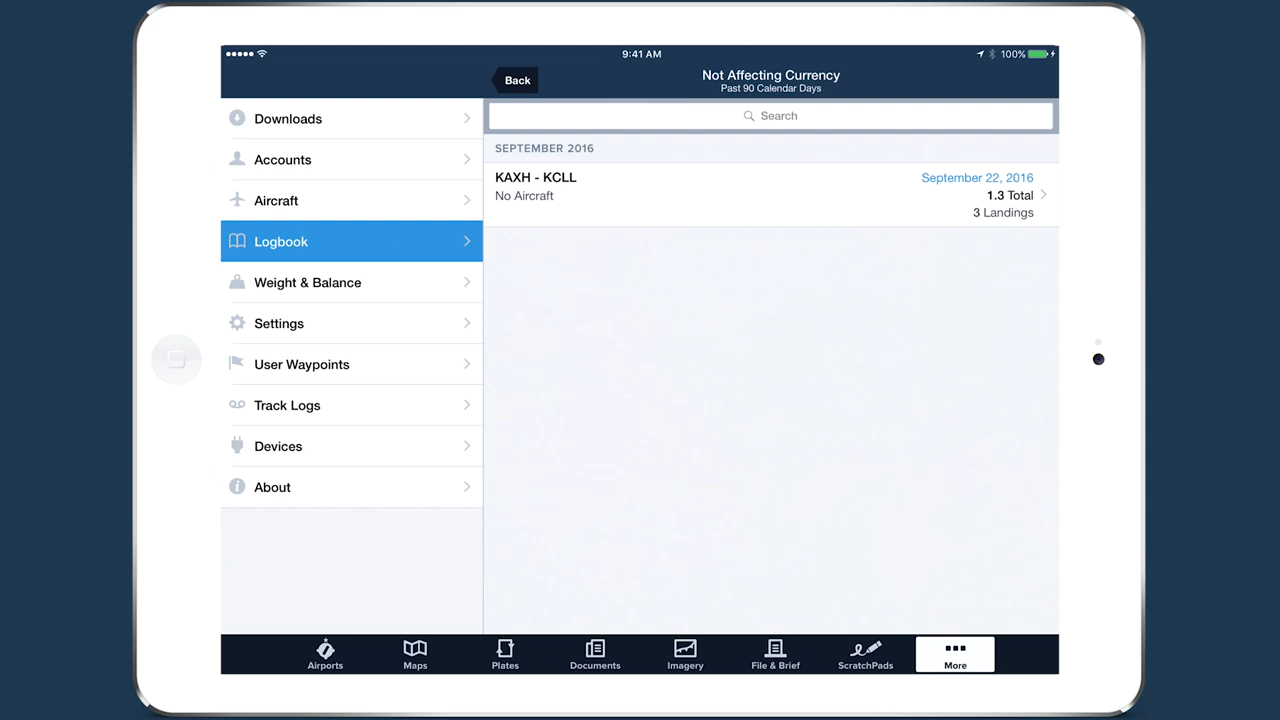 9:41 AM
100%
Back
Not Affecting Currency
Past 90 Calendar Days
Downloads
Accounts
Aircraft
Logbook
Weight & Balance
Settings
User Waypoints
Track Logs
Devices
About
Search
SEPTEMBER 2016
KAXH - KCLL
September 22, 2016
No Aircraft
1.3 Total
3 Landings
Airports
Maps
Plates
Documents
Imagery
File & Brief
ScratchPads
More